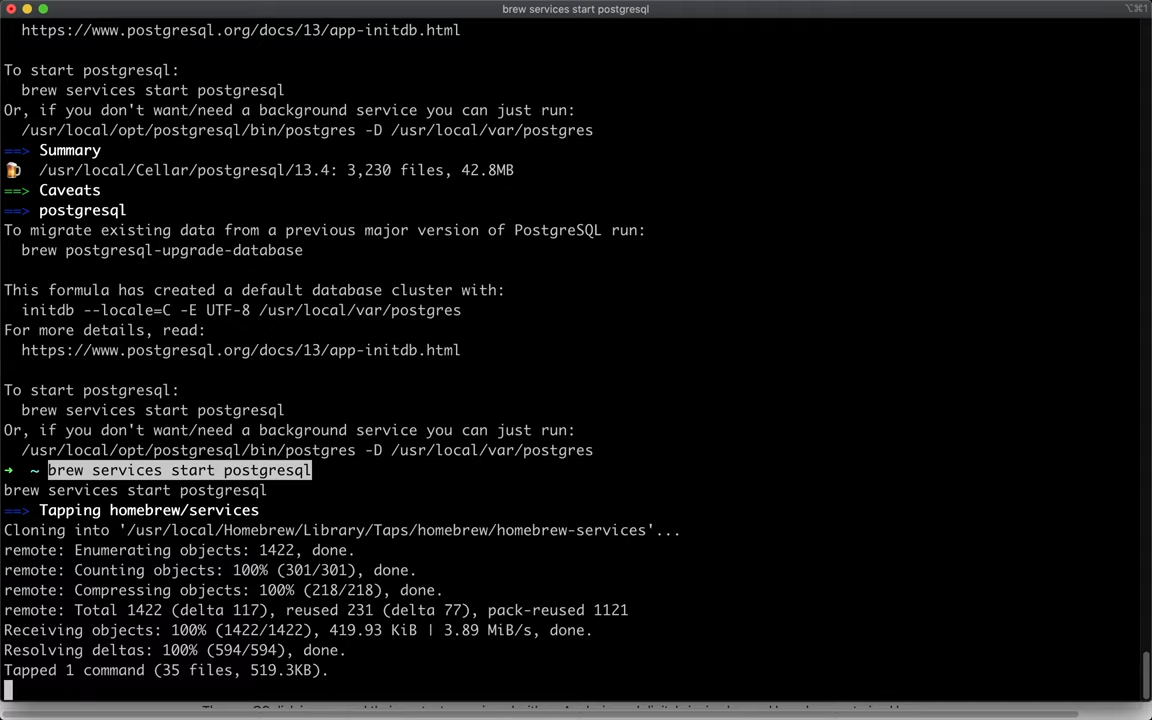 brew services start postgresql
⌥⌘1
https://www.postgresql.org/docs/13/app-initdb.html
To start postgresql:
brew services start postgresql
Or, if you don't want/need a background service you can just run:
/usr/local/opt/postgresql/bin/postgres -D /usr/local/var/postgres
==> Summary
🍺 /usr/local/Cellar/postgresql/13.4: 3,230 files, 42.8MB
==> Caveats
==> postgresql
To migrate existing data from a previous major version of PostgreSQL run:
brew postgresql-upgrade-database
This formula has created a default database cluster with:
initdb --locale=C -E UTF-8 /usr/local/var/postgres
For more details, read:
https://www.postgresql.org/docs/13/app-initdb.html
To start postgresql:
brew services start postgresql
Or, if you don't want/need a background service you can just run:
/usr/local/opt/postgresql/bin/postgres -D /usr/local/var/postgres
➜ ~ brew services start postgresql
brew services start postgresql
==> Tapping homebrew/services
Cloning into '/usr/local/Homebrew/Library/Taps/homebrew/homebrew-services'...
remote: Enumerating objects: 1422, done.
remote: Counting objects: 100% (301/301), done.
remote: Compressing objects: 100% (218/218), done.
remote: Total 1422 (delta 117), reused 231 (delta 77), pack-reused 1121
Receiving objects: 100% (1422/1422), 419.93 KiB | 3.89 MiB/s, done.
Resolving deltas: 100% (594/594), done.
Tapped 1 command (35 files, 519.3KB).